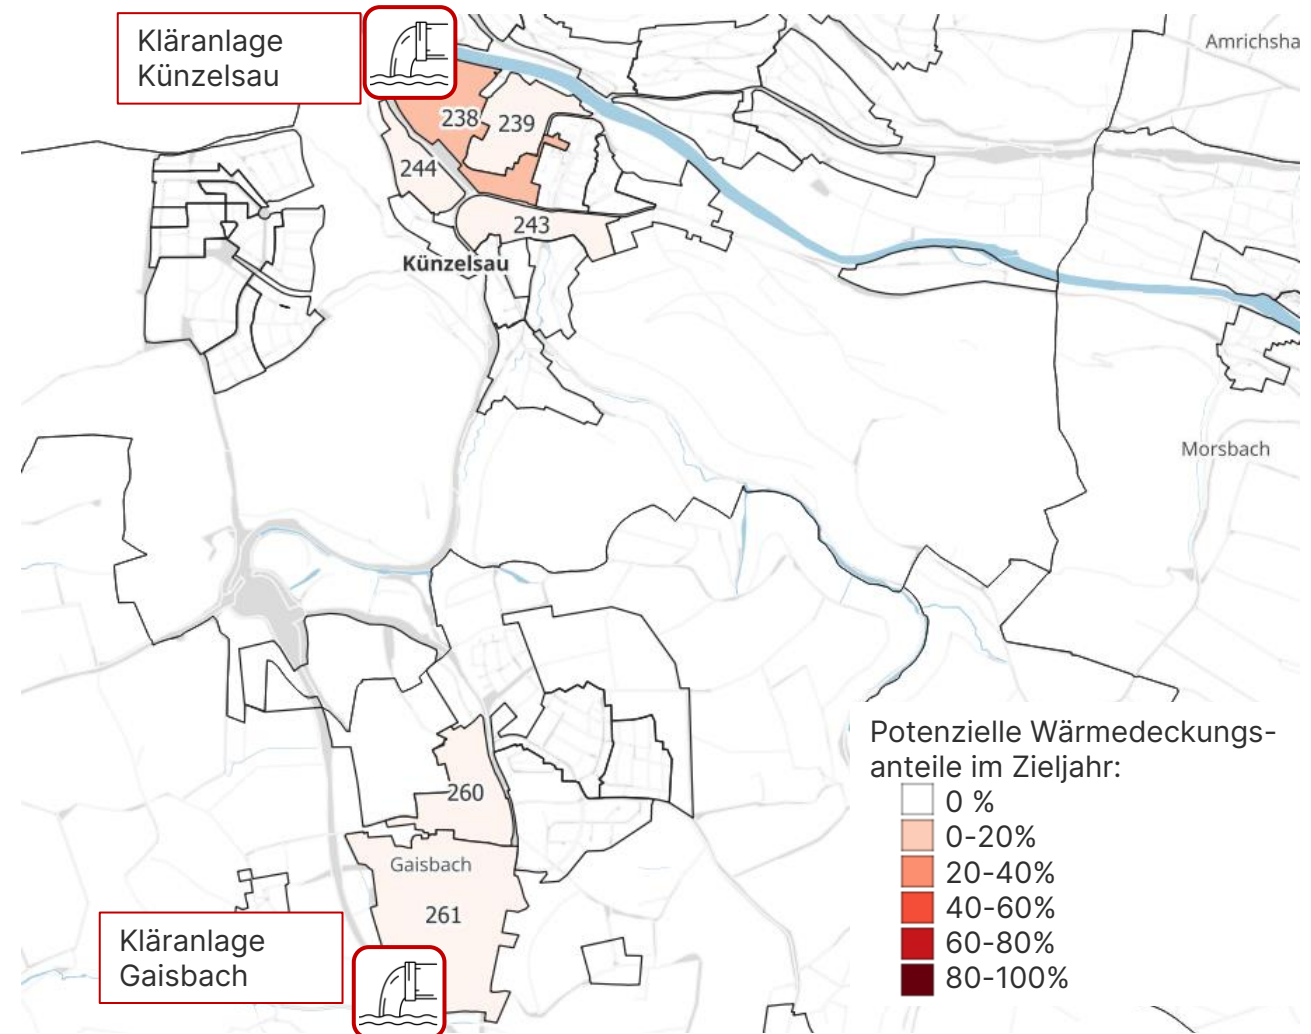 Kläranlage
Künzelsau
Amrichsha
238
239
244
243
Künzelsau
Morsbach
260
Gaisbach
261
Kläranlage
Gaisbach
Potenzielle Wärmedeckungs-
anteile im Zieljahr:
0 %
0-20%
20-40%
40-60%
60-80%
80-100%